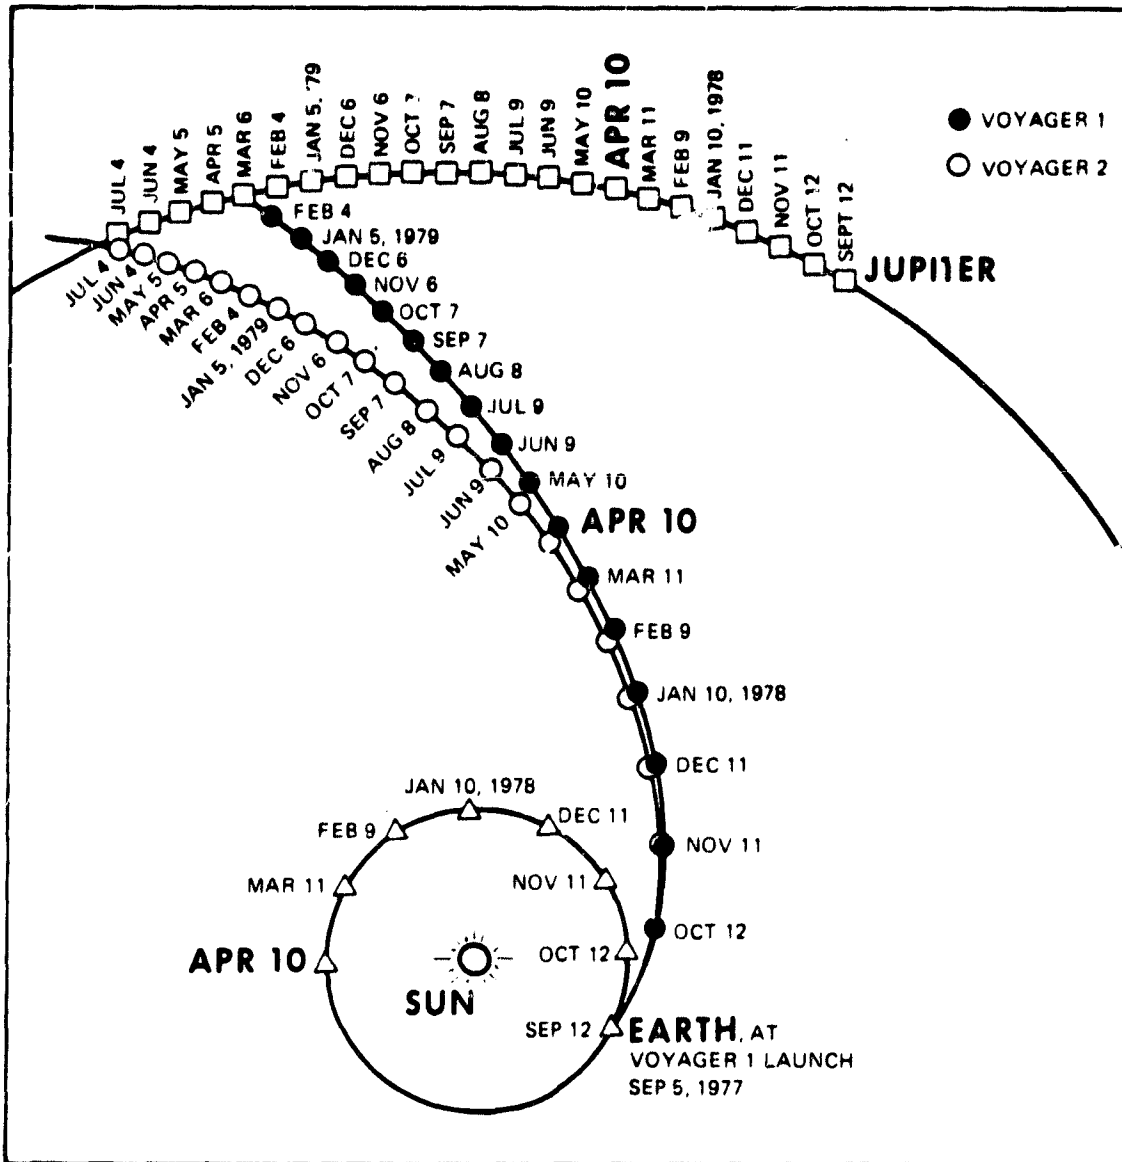 JUL 4
JUN 4
MAY 5
APR 5
MAR 6
FEB 4
JAN 5, '79
DEC 6
NOV 6
OCT 7
SEP 7
AUG 8
JUL 9
JUN 9
MAY 10
APR 10
MAR 11
FEB 9
JAN 10, 1978
DEC 11
NOV 11
OCT 12
SEPT 12
JUPITER
VOYAGER 1
VOYAGER 2
FEB 4
JAN 5, 1979
DEC 6
NOV 6
OCT 7
SEP 7
AUG 8
JUL 9
JUN 9
MAY 10
APR 10
MAR 11
FEB 9
JAN 10, 1978
DEC 11
NOV 11
OCT 12
JUL 4
JUN 4
MAY 5
APR 5
MAR 6
FEB 4
JAN 5, 1979
DEC 6
NOV 6
OCT 7
SEP 7
AUG 8
JUL 9
JUN 9
MAY 10
JAN 10, 1978
FEB 9
DEC 11
MAR 11
NOV 11
APR 10
OCT 12
SUN
SEP 12
EARTH, AT
VOYAGER 1 LAUNCH
SEP 5, 1977